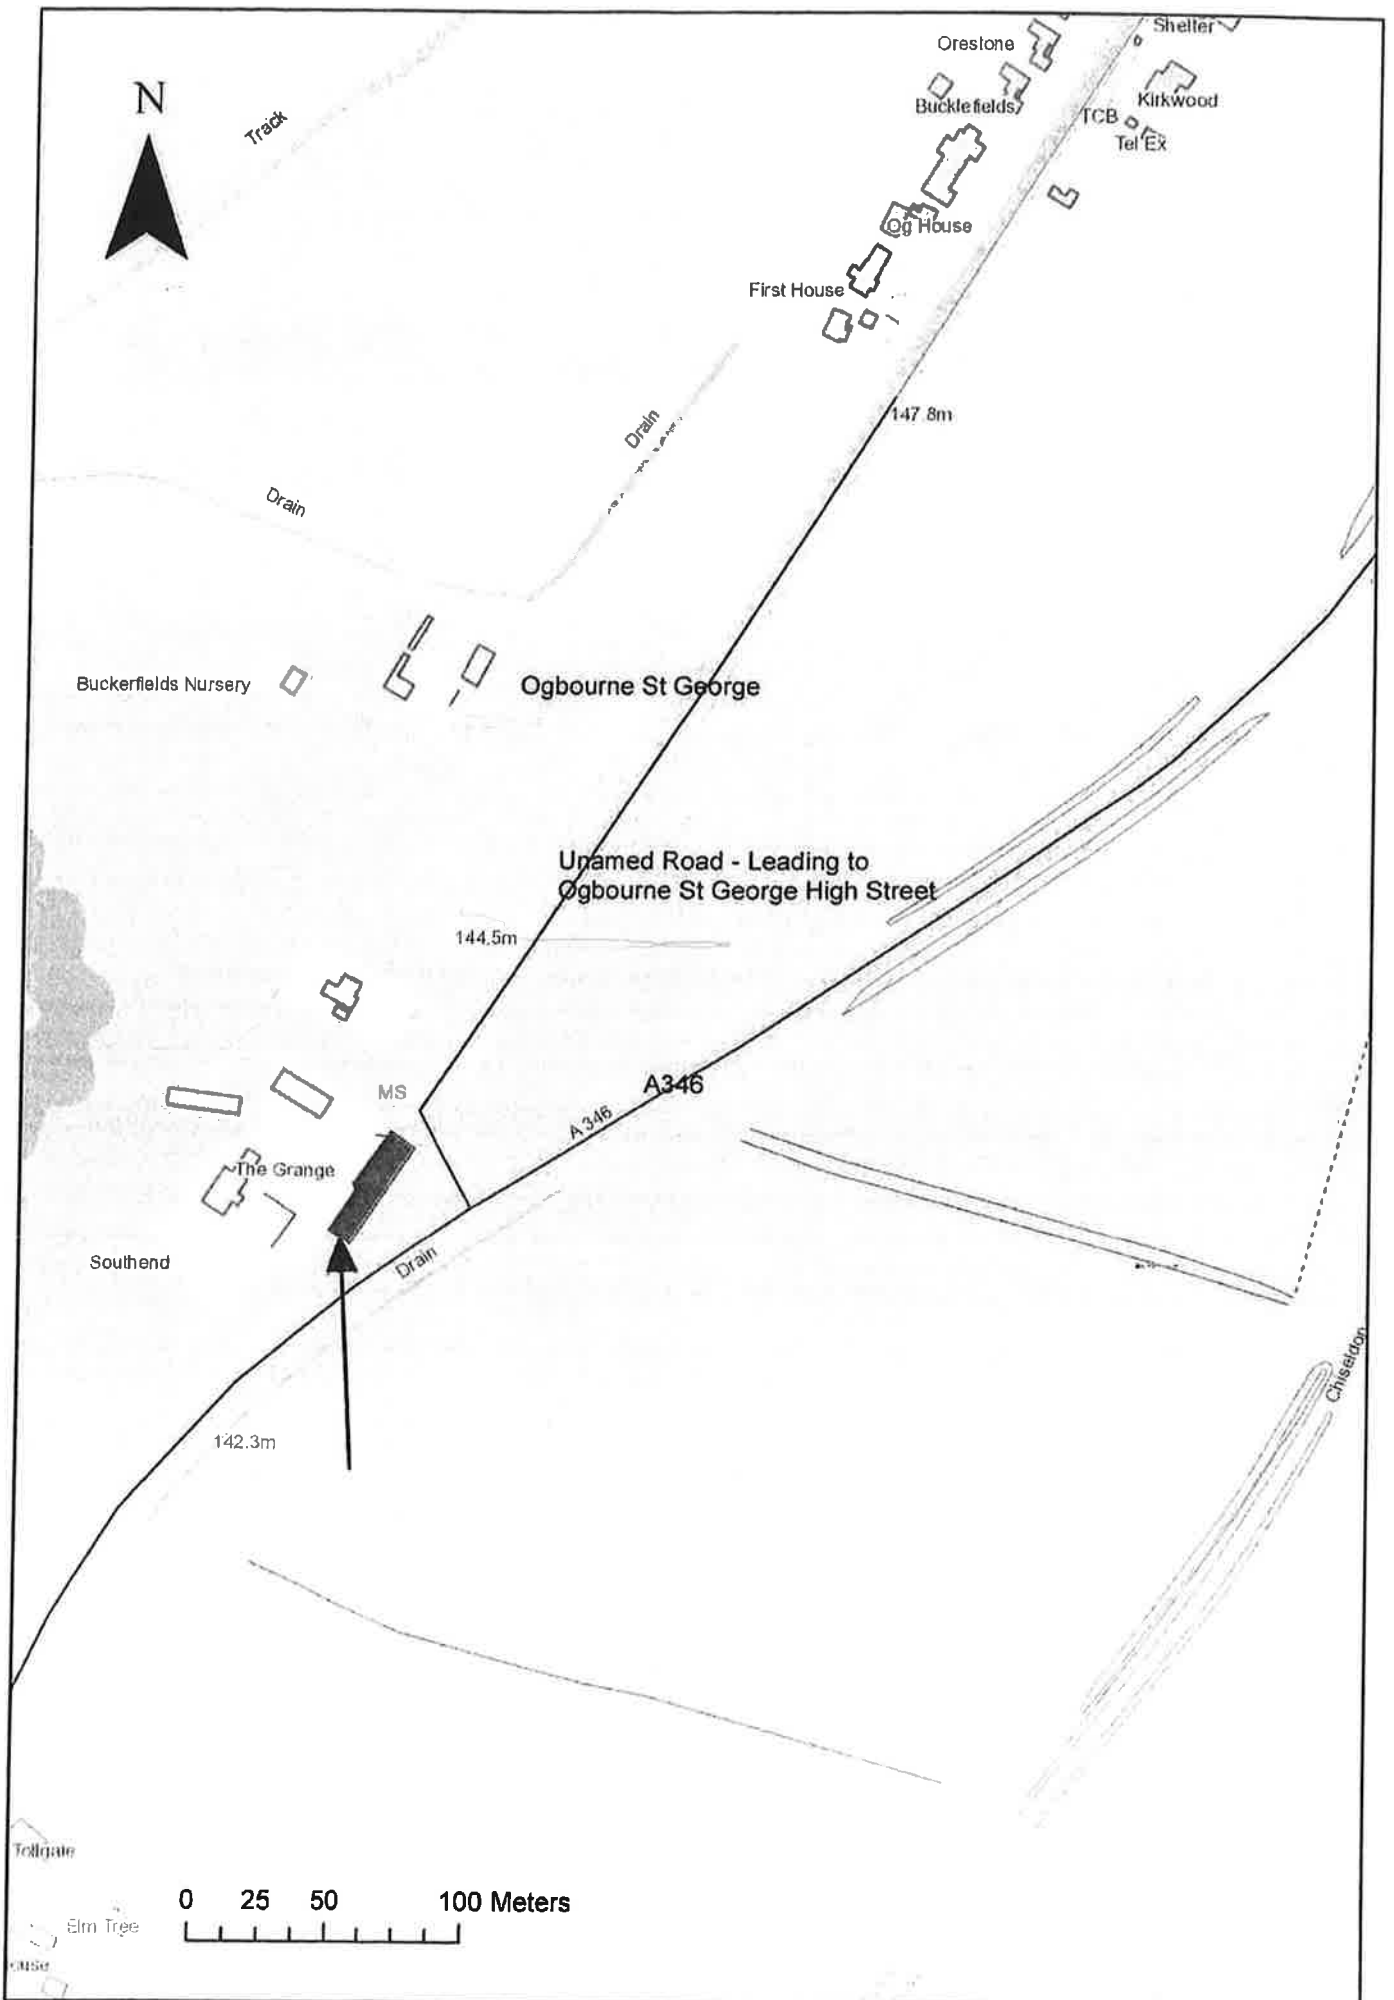 Shelter
Orestone
N
Kirkwood
Bucklefields
TCB
Track
Tel Ex
Og House
First House
147.8m
Drain
Drain
Buckerfields Nursery
Ogbourne St George
Unamed Road - Leading to
Ogbourne St George High Street
144.5m
A346
MS
A 346
The Grange
Southend
Drain
Chiseldon
142.3m
Tollgate
0 25 50 100 Meters
Elm Tree
ouse